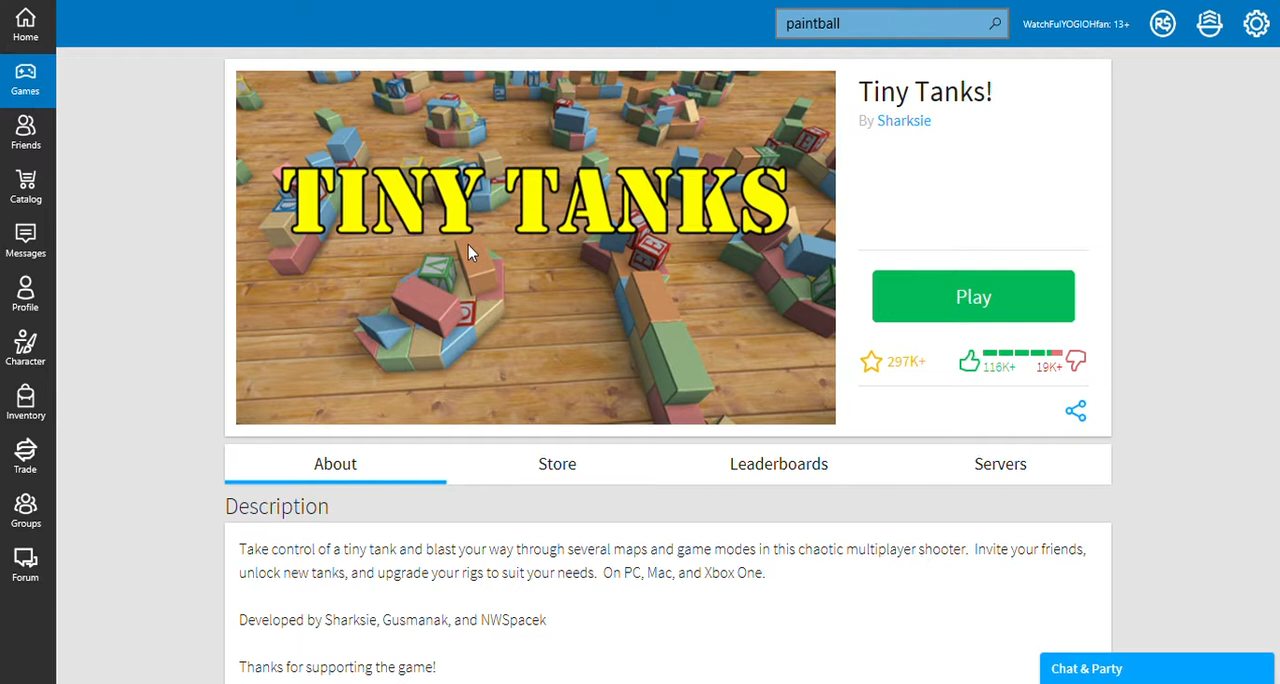 Home
Games
Friends
Catalog
Messages
Profile
Character
Inventory
Trade
Groups
Forum
paintball
WatchFulYOGIOHfan: 13+
R$
TINY TANKS
Tiny Tanks!
By Sharksie
Play
297K+
116K+
19K+
About
Store
Leaderboards
Servers
Description
Take control of a tiny tank and blast your way through several maps and game modes in this chaotic multiplayer shooter. Invite your friends,
unlock new tanks, and upgrade your rigs to suit your needs. On PC, Mac, and Xbox One.
Developed by Sharksie, Gusmanak, and NWSpacek
Thanks for supporting the game!
Chat & Party